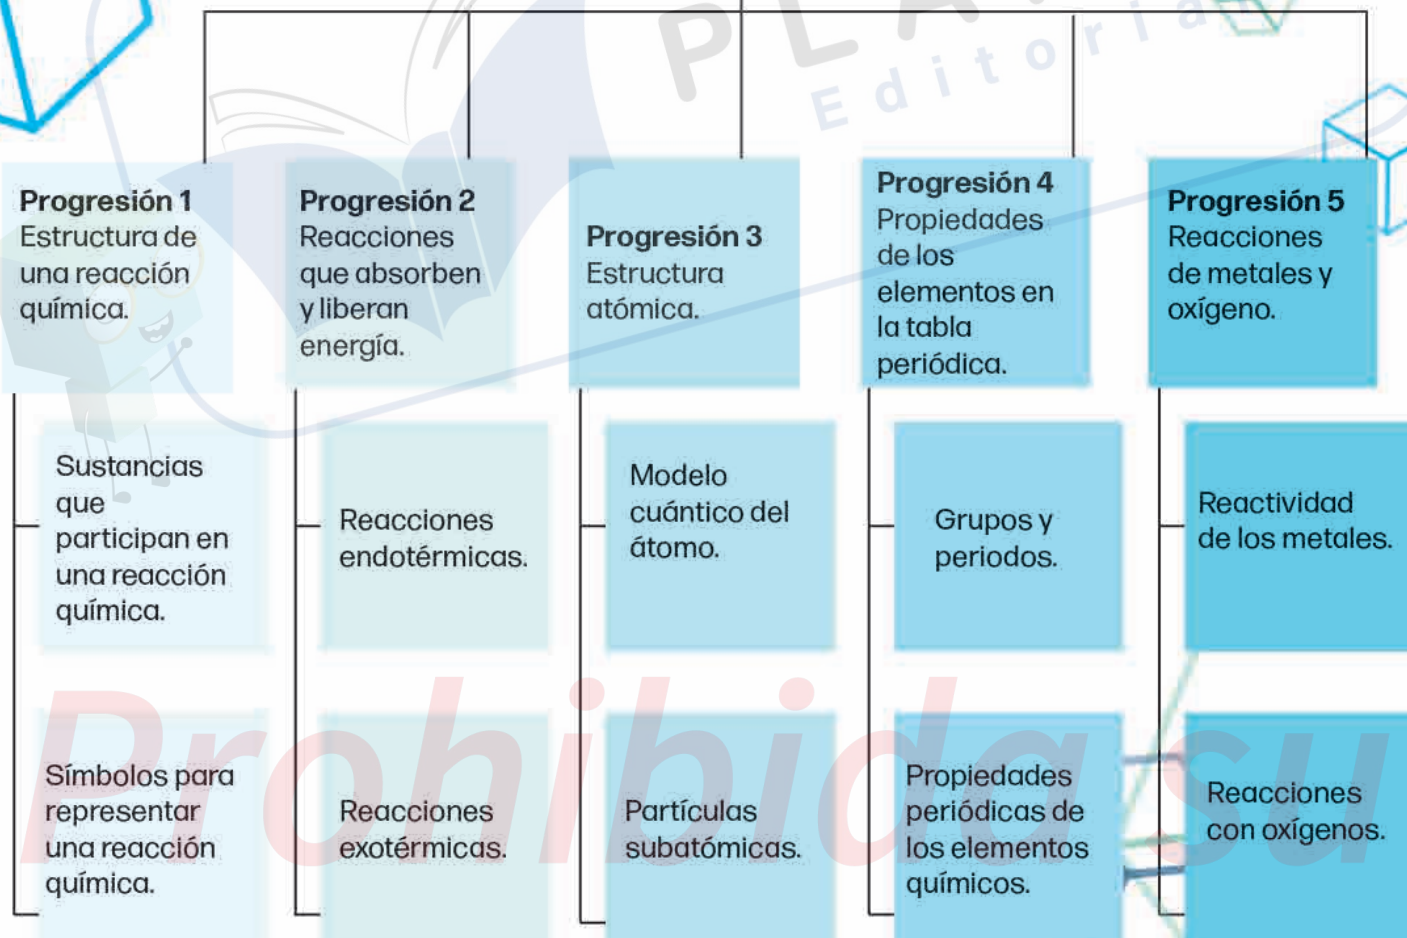 PLA
Editorial
Progresión 1
Estructura de
una reacción
química.
Progresión 2
Reacciones
que absorben
y liberan
energía.
Progresión 3
Estructura
atómica.
Progresión 4
Propiedades
de los
elementos en
la tabla
periódica.
Progresión 5
Reacciones
de metales y
oxígeno.
Sustancias
que
participan en
una reacción
química.
Reacciones
endotérmicas.
Modelo
cuántico del
átomo.
Grupos y
periodos.
Reactividad
de los metales.
Símbolos para
representar
una reacción
química.
Reacciones
exotérmicas.
Partículas
subatómicas.
Propiedades
periódicas de
los elementos
químicos.
Reacciones
con oxígenos.
Prohibida su